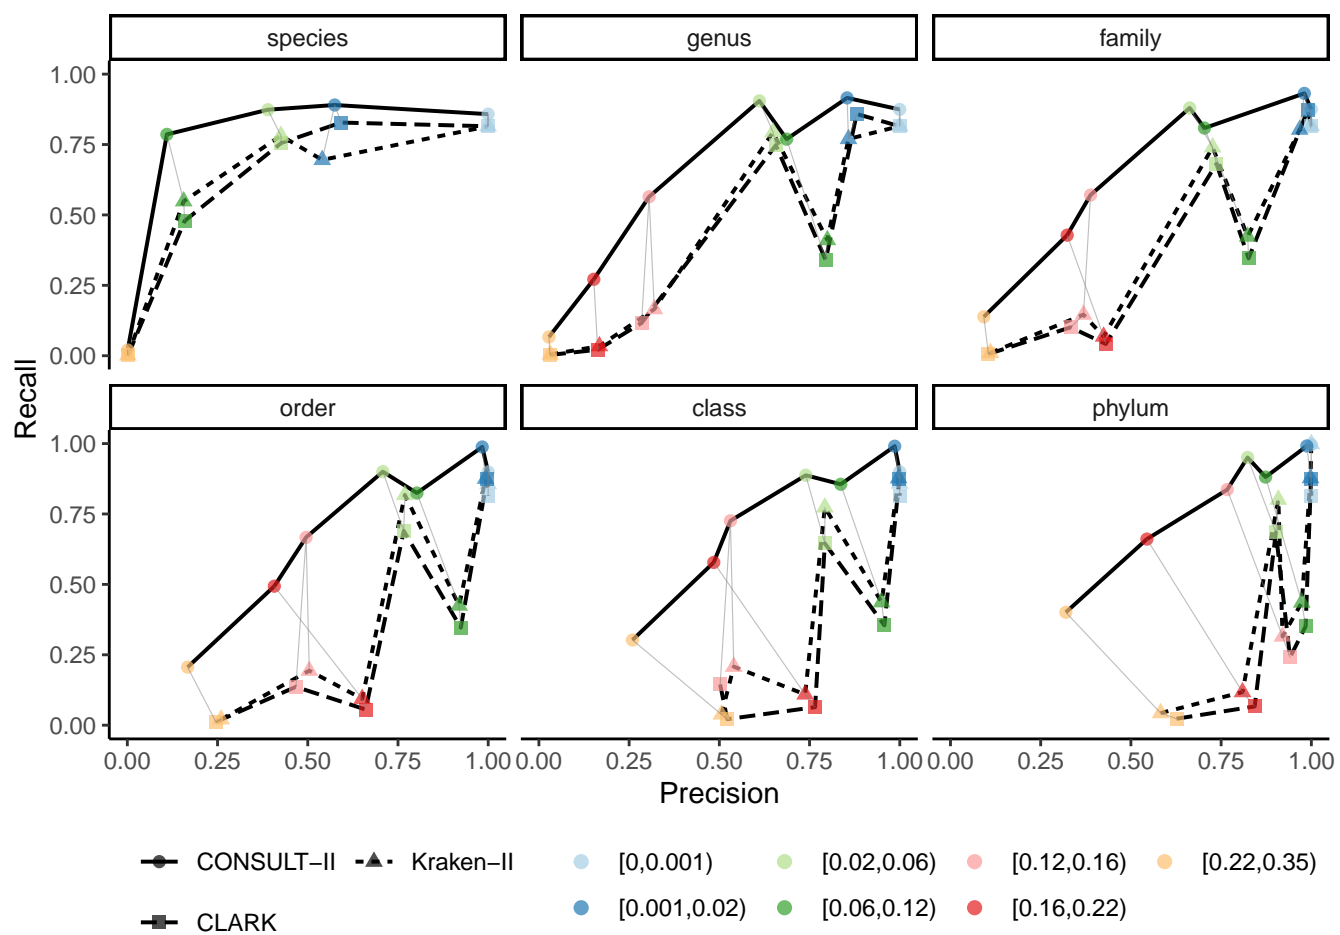 species
genus
family
1.00
0.75
0.50
0.25
0.00
Recall
order
class
phylum
1.00
0.75
0.50
0.25
0.00
0.00 0.25 0.50 0.75 1.00
0.00 0.25 0.50 0.75 1.00
0.00 0.25 0.50 0.75 1.00
Precision
CONSULT−II
Kraken−II
CLARK
[0,0.001)
[0.02,0.06)
[0.12,0.16)
[0.22,0.35)
[0.001,0.02)
[0.06,0.12)
[0.16,0.22)